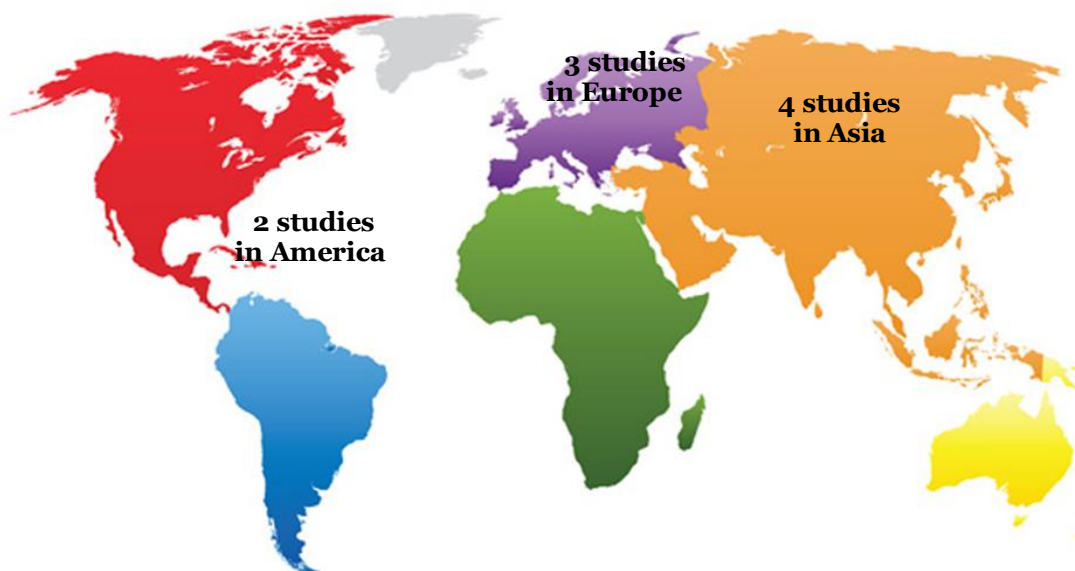 3 studies
in Europe
4 studies
in Asia
2 studies
in America